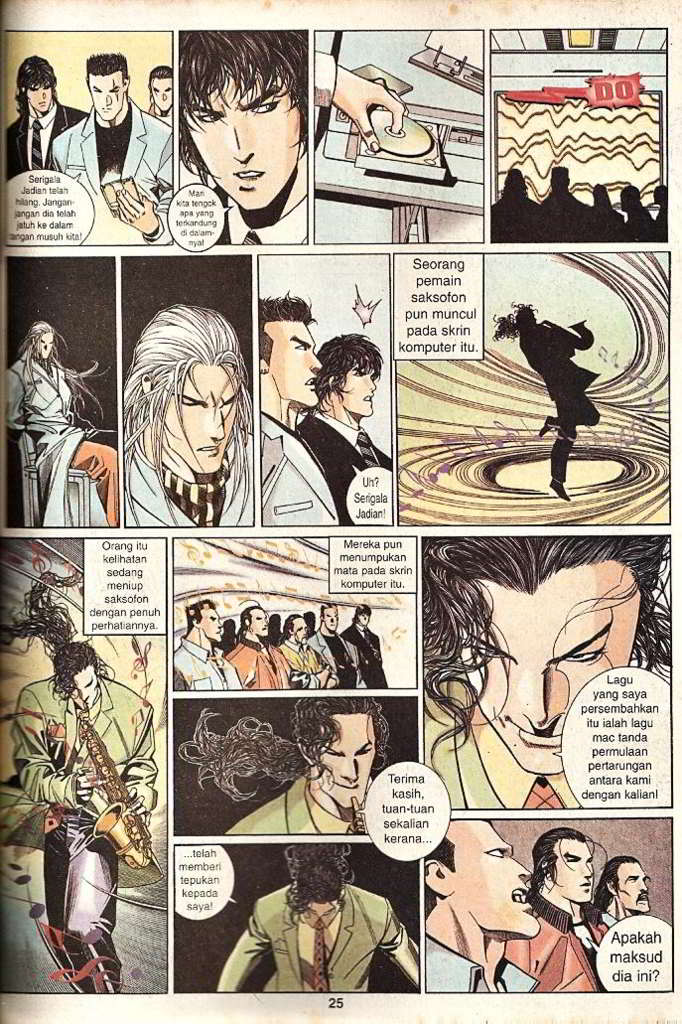 Serigala
Jadian telah
hilang. Jangan-
jangan dia telah
jatuh ke dalam
tangan musuh kita!
Mari
kita tengok
apa yang
terkandung
di dalam-
nya!
DO
Uh?
Serigala
Jadian!
Seorang
pemain
saksofon
pun muncul
pada skrin
komputer itu.
Orang itu
kelihatan
sedang
meniup
saksofon
dengan penuh
perhatiannya.
Mereka pun
menumpukan
mata pada skrin
komputer itu.
Terima
kasih,
tuan-tuan
sekalian
kerana...
...telah
memberi
tepukan
kepada
saya!
Lagu
yang saya
persembahkan
itu ialah lagu
mac tanda
permulaan
pertarungan
antara kami
dengan kalian!
Apakah
maksud
dia ini?
25